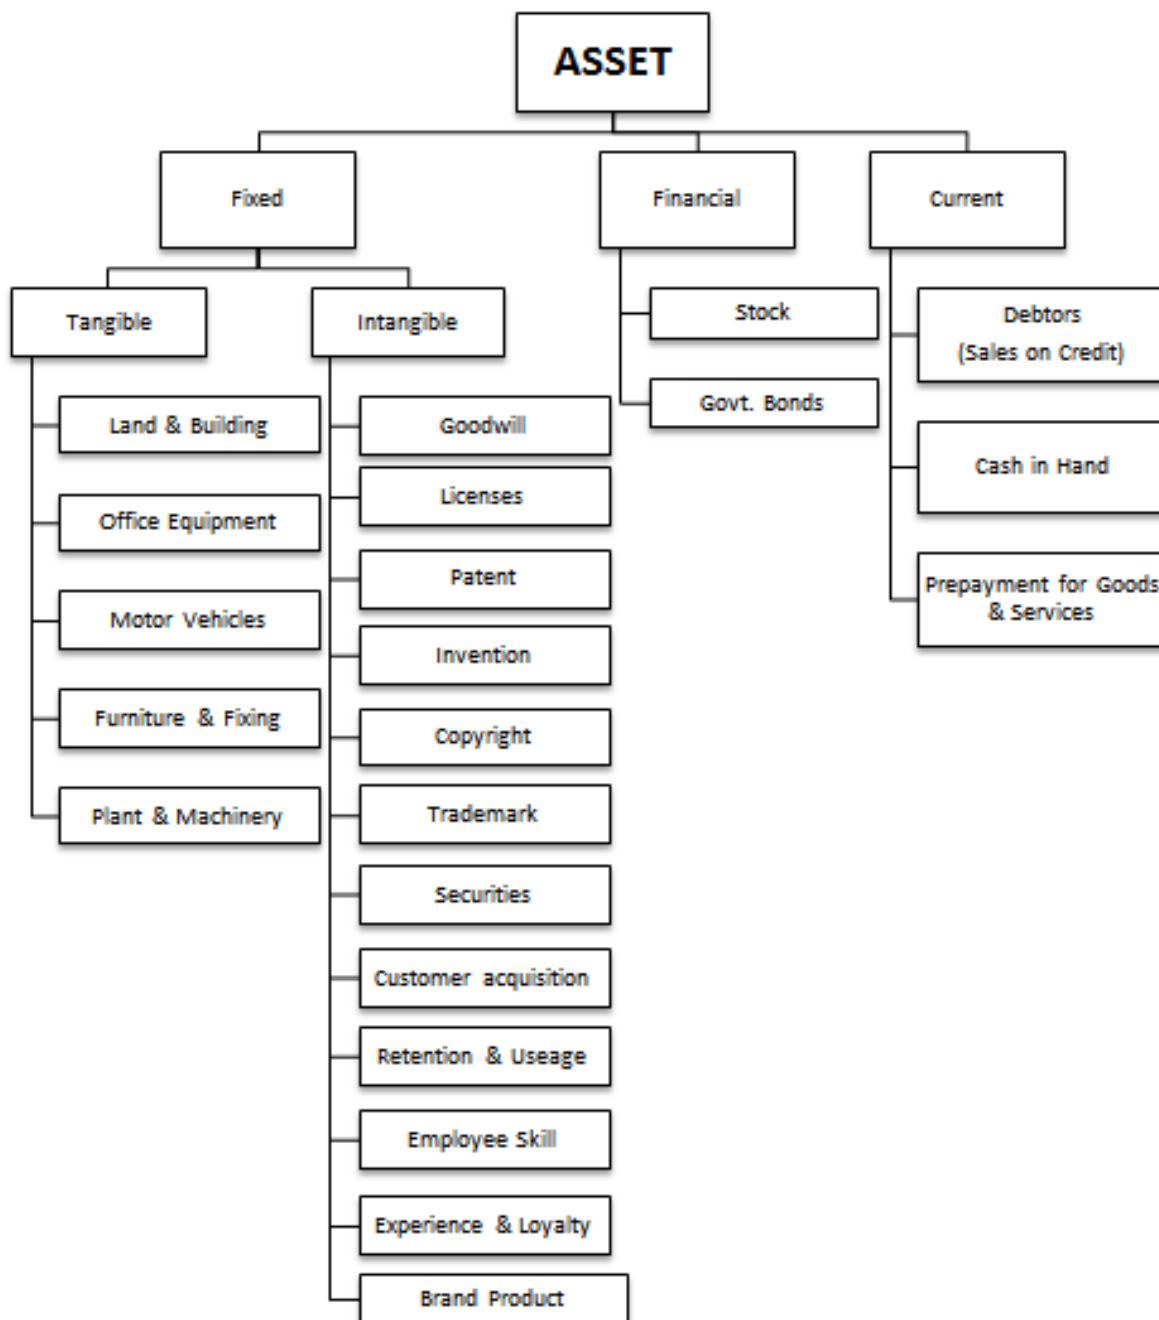 ASSET
Fixed
Financial
Current
Tangible
Intangible
Land & Building
Office Equipment
Motor Vehicles
Furniture & Fixing
Plant & Machinery
Goodwill
Licenses
Patent
Invention
Copyright
Trademark
Securities
Customer acquisition
Retention & Useage
Employee Skill
Experience & Loyalty
Brand Product
Stock
Govt. Bonds
Debtors
(Sales on Credit)
Cash in Hand
Prepayment for Goods
& Services